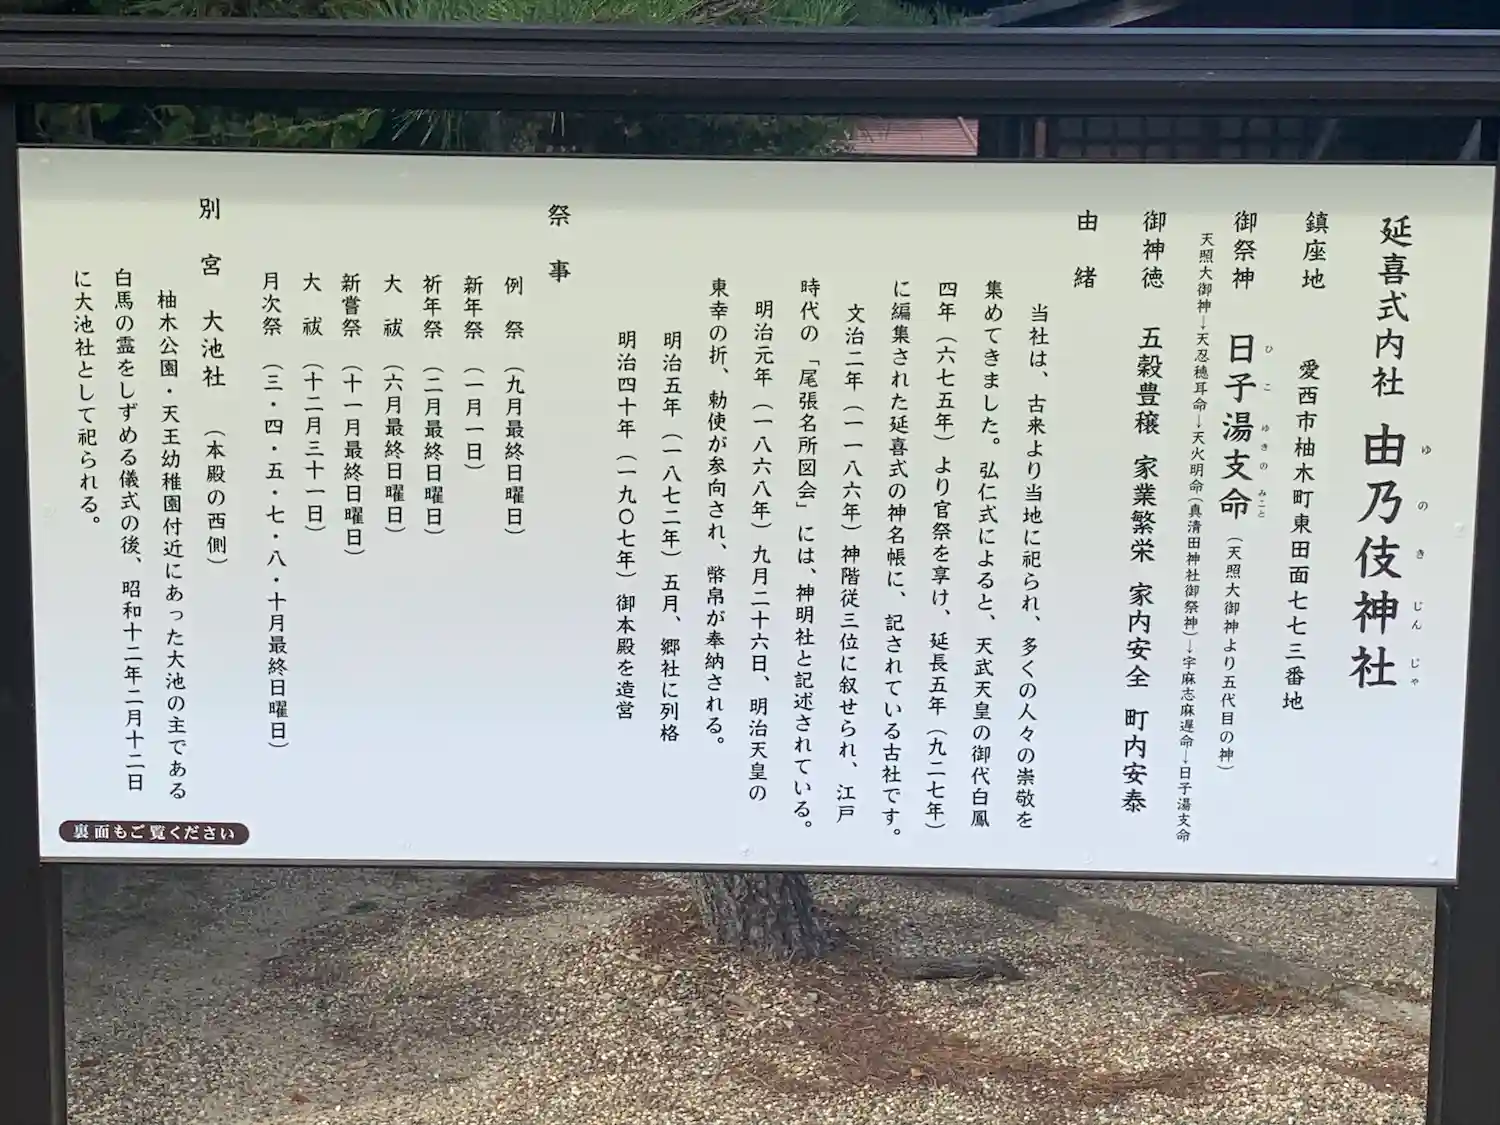 延喜式内社 由乃伎神社
ゆのきじんじゃ
鎮座地 愛西市柚木町東田面七七三番地
御祭神 日子湯支命（天照大御神より五代目の神）
ひこゆきのみこと
天照大御神→天忍穂耳命→天火明命（真清田神社御祭神）→宇麻志麻遅命→日子湯支命
御神徳 五穀豊穣 家業繁栄 家内安全 町内安泰
由緒
当社は、古来より当地に祀られ、多くの人々の崇敬を
集めてきました。弘仁式によると、天武天皇の御代白鳳
四年（六七五年）より官祭を享け、延長五年（九二七年）
に編集された延喜式の神名帳に、記されている古社です。
文治二年（一一八六年）神階従三位に叙せられ、江戸
時代の「尾張名所図会」には、神明社と記述されている。
明治元年（一八六八年）九月二十六日、明治天皇の
東幸の折、勅使が参向され、幣帛が奉納される。
明治五年（一八七二年）五月、郷社に列格
明治四十年（一九〇七年）御本殿を造営
祭事
例祭（九月最終日曜日）
新年祭（一月一日）
祈年祭（二月最終日曜日）
大祓（六月最終日曜日）
新嘗祭（十一月最終日曜日）
大祓（十二月三十一日）
月次祭（三・四・五・七・八・十月最終日曜日）
別宮 大池社（本殿の西側）
柚木公園・天王幼稚園付近にあった大池の主である
白馬の霊をしずめる儀式の後、昭和十二年二月十二日
に大池社として祀られる。
裏面もご覧ください